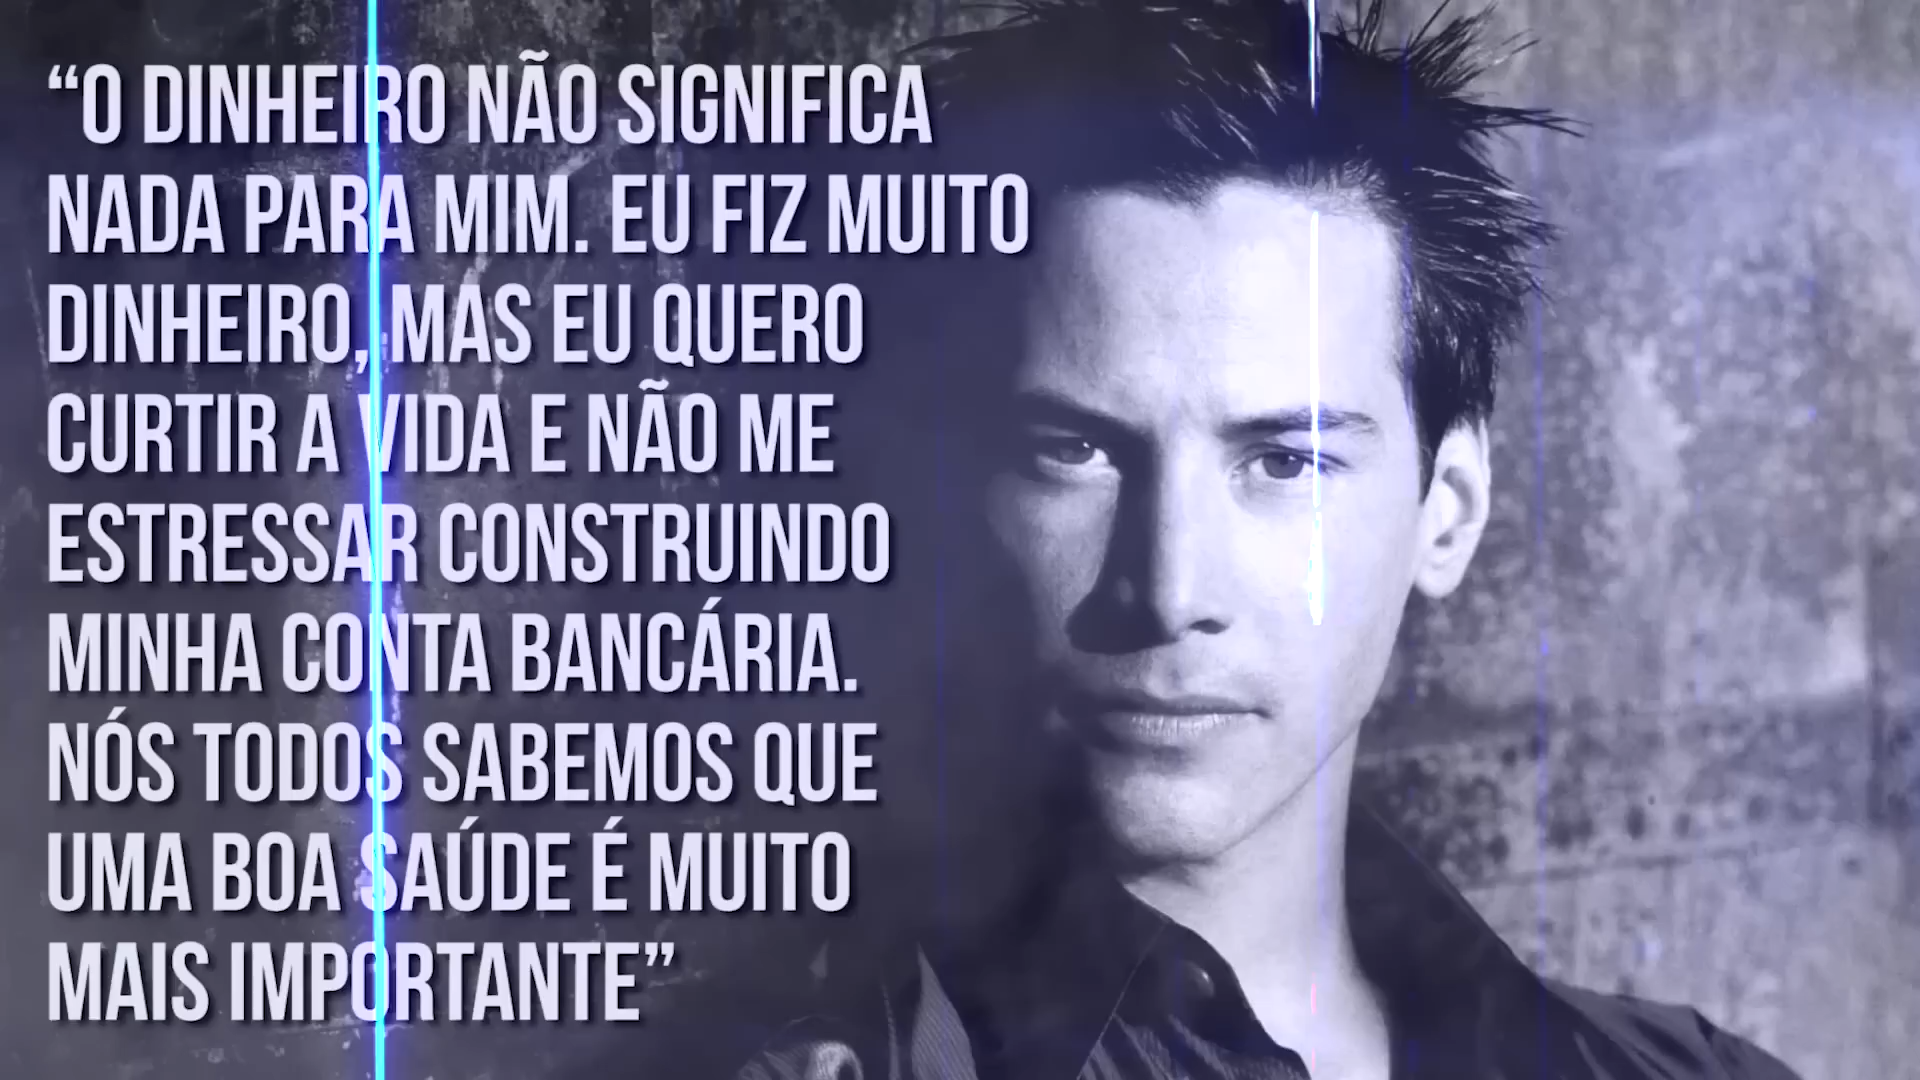 “O DINHEIRO NÃO SIGNIFICA
NADA PARA MIM. EU FIZ MUITO
DINHEIRO, MAS EU QUERO
CURTIR A VIDA E NÃO ME
ESTRESSAR CONSTRUINDO
MINHA CONTA BANCÁRIA.
NÓS TODOS SABEMOS QUE
UMA BOA SAÚDE É MUITO
MAIS IMPORTANTE”